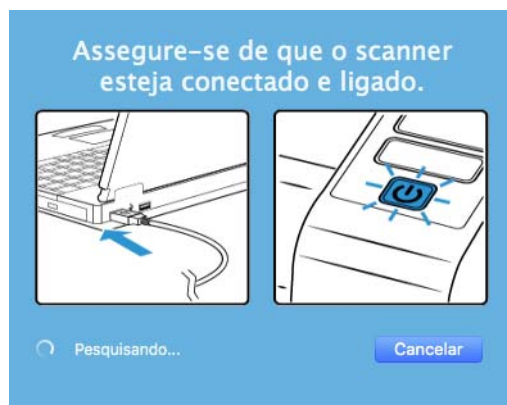 Assegure-se de que o scanner
esteja conectado e ligado.
Pesquisando...
Cancelar